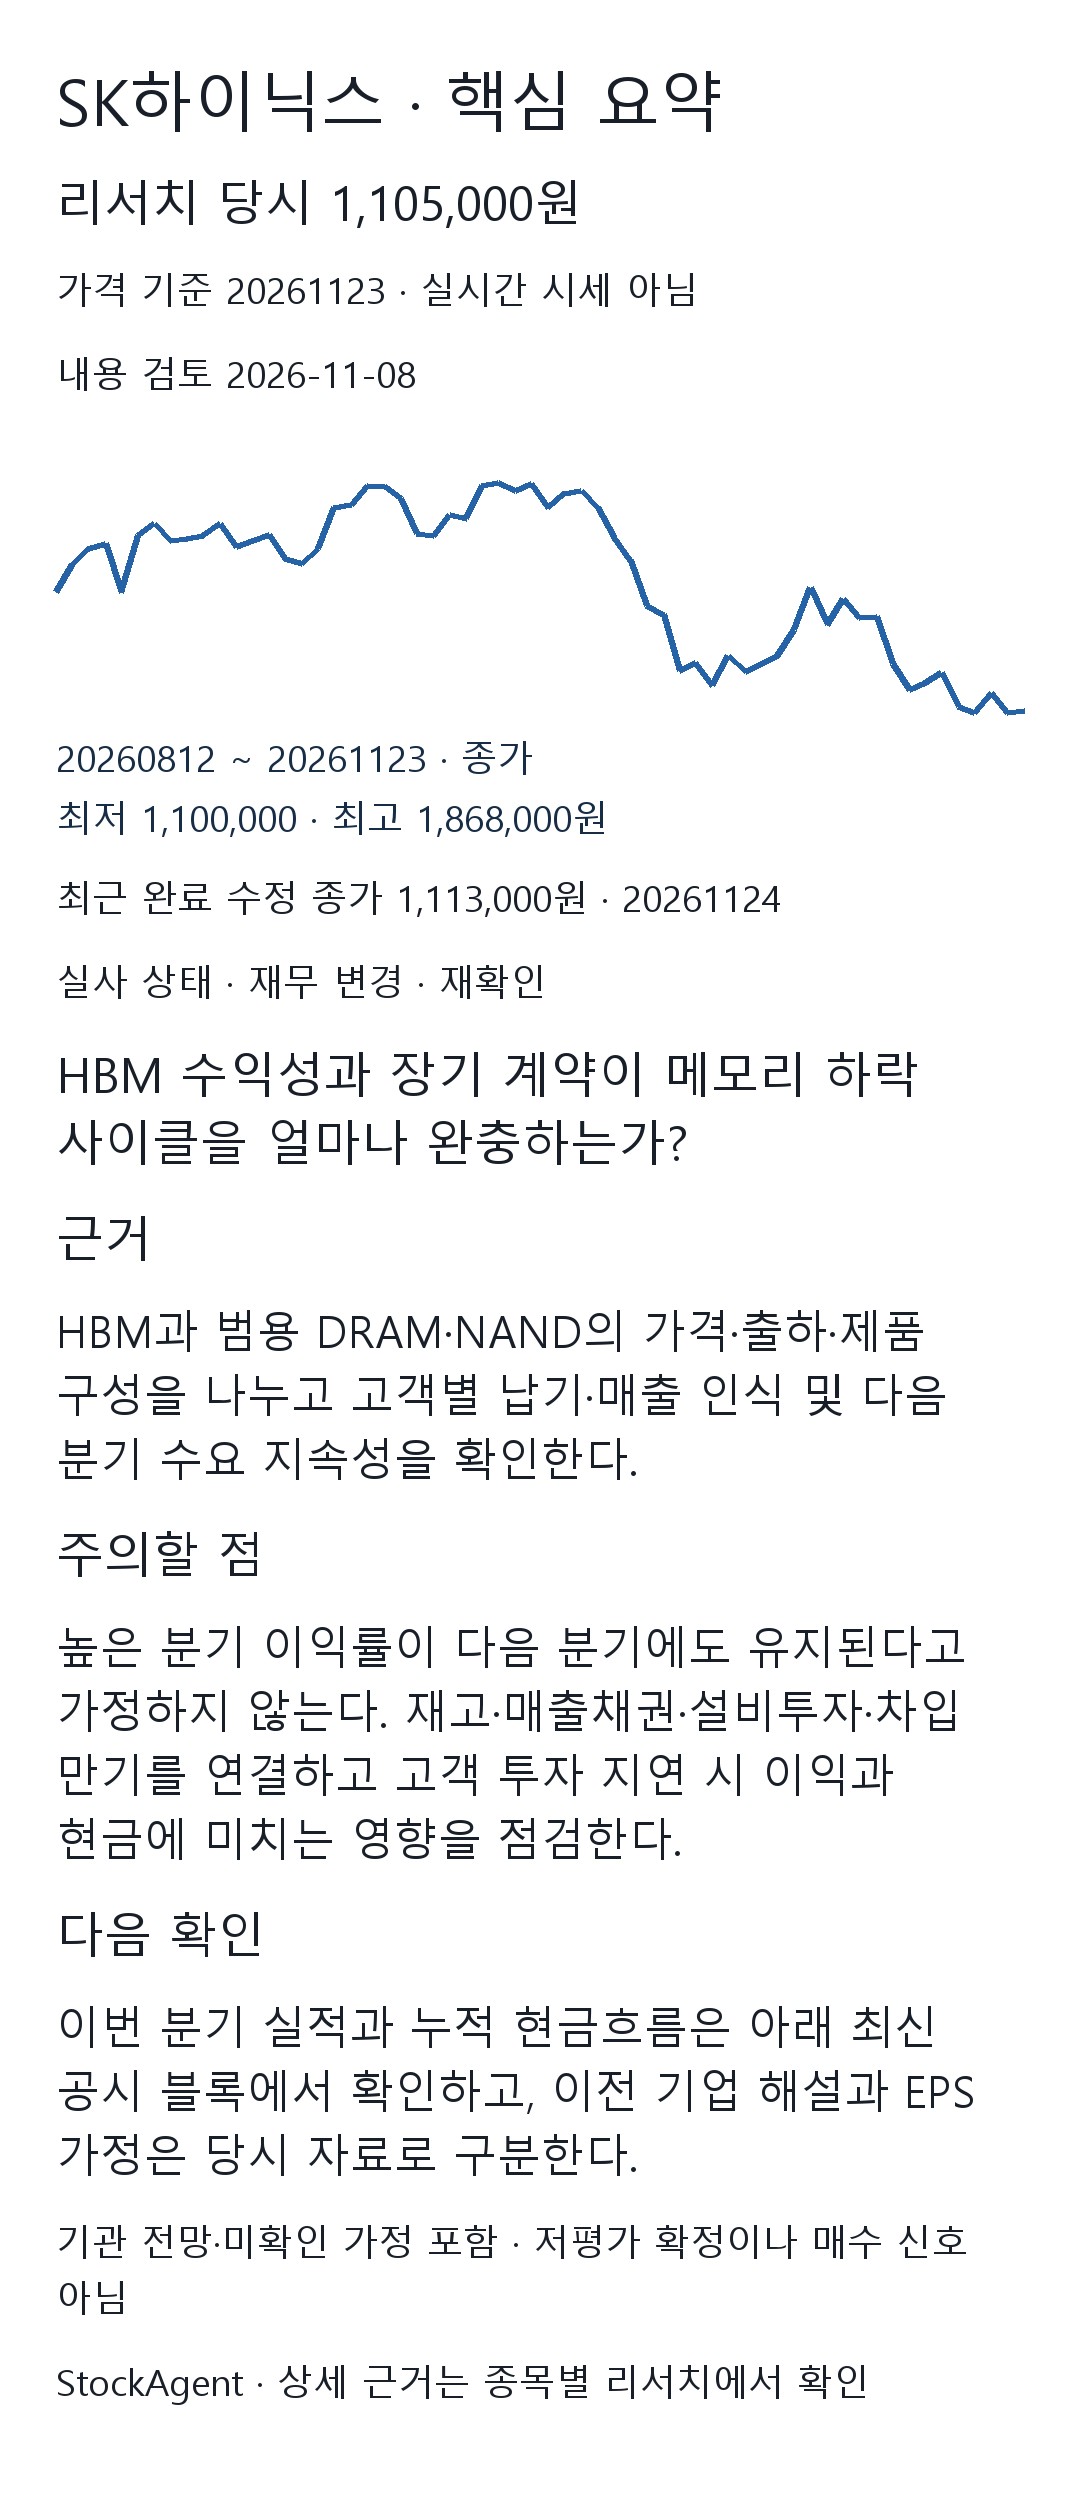 SK하이닉스 · 핵심 요약
리서치 당시 1,105,000원
가격 기준 20261123 · 실시간 시세 아님
내용 검토 2026-11-08
20260812 ~ 20261123 · 종가
최저 1,100,000 · 최고 1,868,000원
최근 완료 수정 종가 1,113,000원 · 20261124
실사 상태 · 재무 변경 · 재확인
HBM 수익성과 장기 계약이 메모리 하락
사이클을 얼마나 완충하는가?
근거
HBM과 범용 DRAM·NAND의 가격·출하·제품
구성을 나누고 고객별 납기·매출 인식 및 다음
분기 수요 지속성을 확인한다.
주의할 점
높은 분기 이익률이 다음 분기에도 유지된다고
가정하지 않는다. 재고·매출채권·설비투자·차입
만기를 연결하고 고객 투자 지연 시 이익과
현금에 미치는 영향을 점검한다.
다음 확인
이번 분기 실적과 누적 현금흐름은 아래 최신
공시 블록에서 확인하고, 이전 기업 해설과 EPS
가정은 당시 자료로 구분한다.
기관 전망·미확인 가정 포함 · 저평가 확정이나 매수 신호
아님
StockAgent · 상세 근거는 종목별 리서치에서 확인